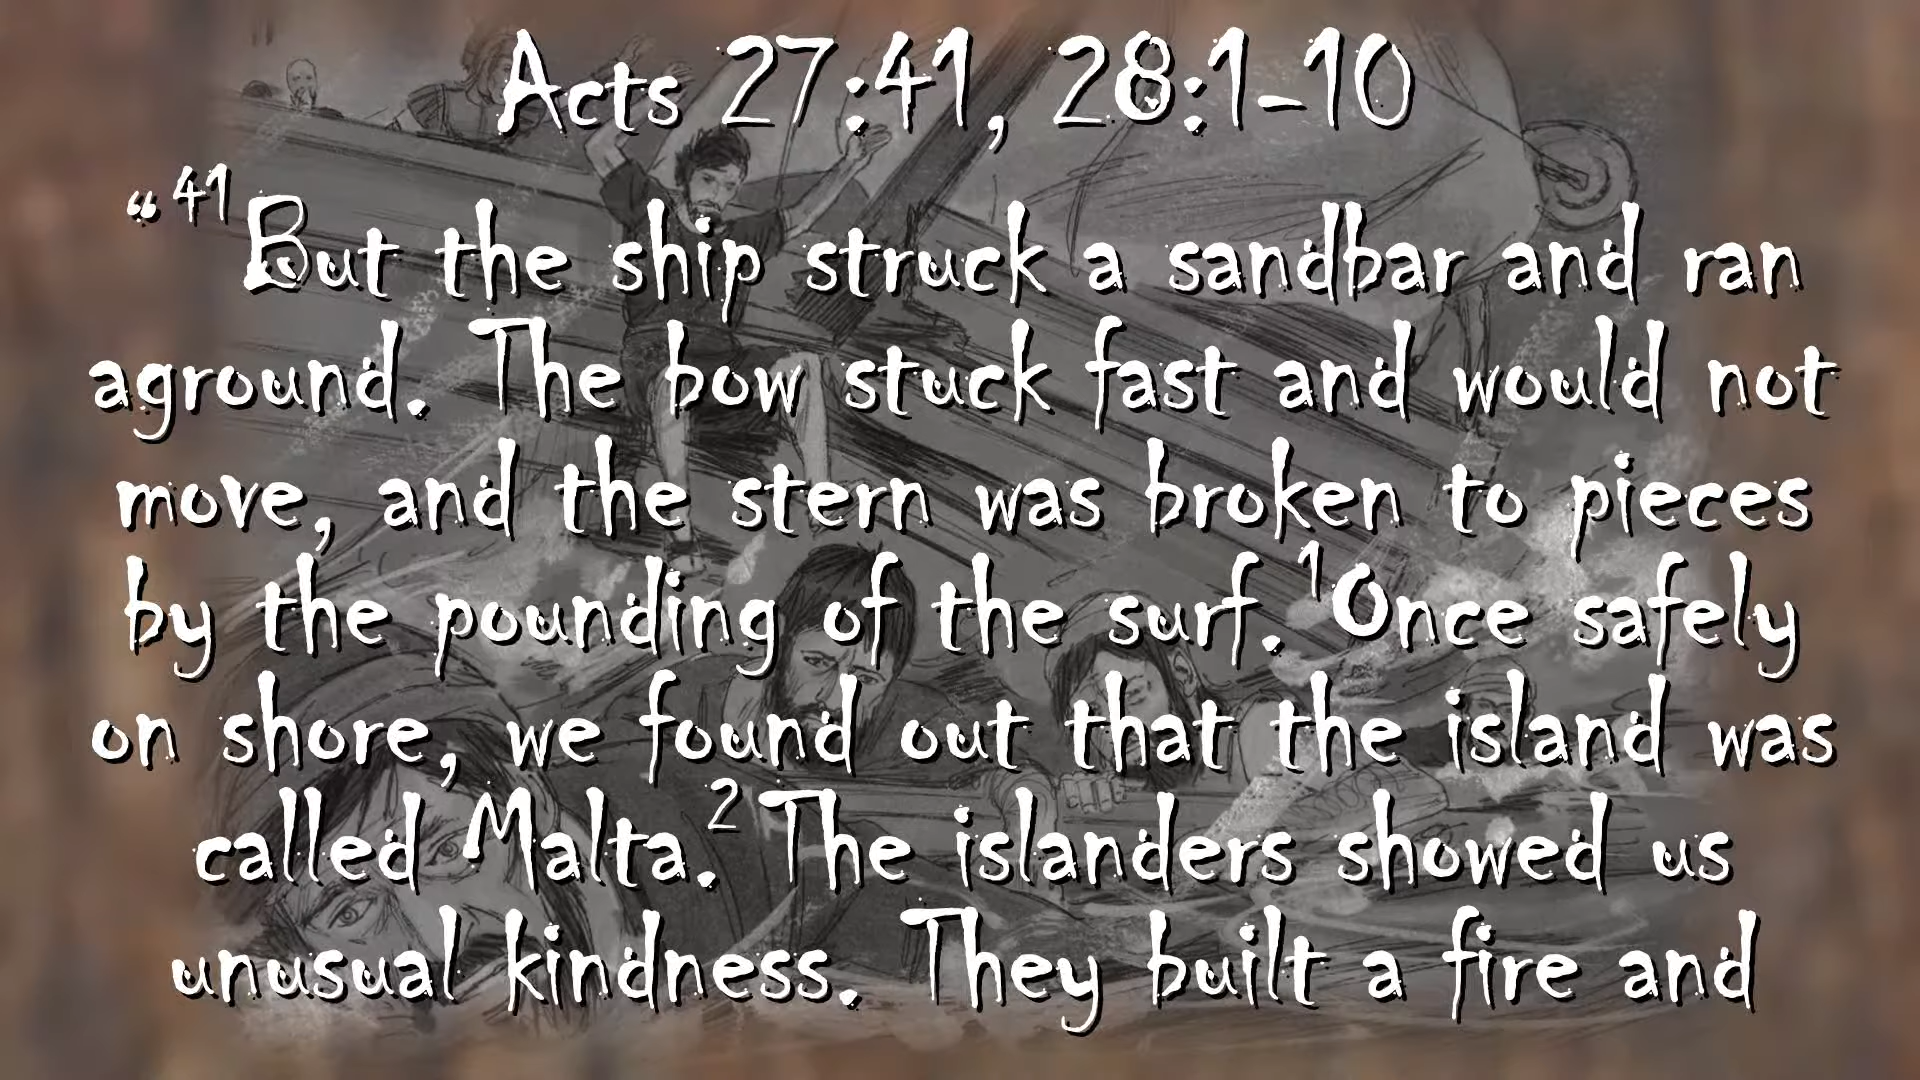 Acts 27:41, 28:1-10
“41 But the ship struck a sandbar and ran
aground. The bow stuck fast and would not
move, and the stern was broken to pieces
by the pounding of the surf. 1 Once safely
on shore, we found out that the island was
called Malta. 2 The islanders showed us
unusual kindness. They built a fire and